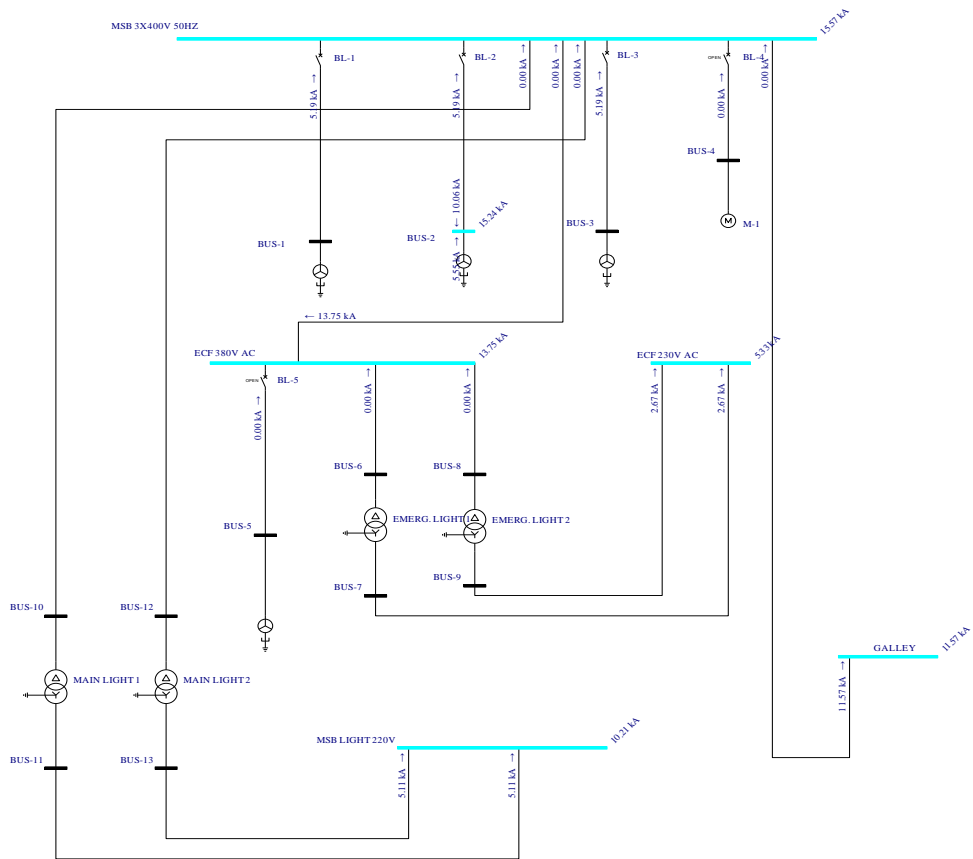 MSB 3X400V 50HZ
15.57 kA
BL-1
BL-2
BL-3
OPEN
BL-4
5.19 kA →
5.19 kA →
0.00 kA →
0.00 kA →
0.00 kA →
5.19 kA →
0.00 kA →
0.00 kA →
BUS-4
M
M-1
← 10.06 kA
15.24 kA
BUS-1
BUS-2
BUS-3
5.55 kA →
← 13.75 kA
ECF 380V AC
13.75 kA
ECF 230V AC
5.33 kA
OPEN
BL-5
0.00 kA →
0.00 kA →
0.00 kA →
2.67 kA →
2.67 kA →
BUS-6
BUS-8
BUS-5
EMERG. LIGHT 1
EMERG. LIGHT 2
BUS-7
BUS-9
BUS-10
BUS-12
GALLEY
11.57 kA
11.57 kA →
MAIN LIGHT 1
MAIN LIGHT 2
MSB LIGHT 220V
10.21 kA
BUS-11
BUS-13
5.11 kA →
5.11 kA →